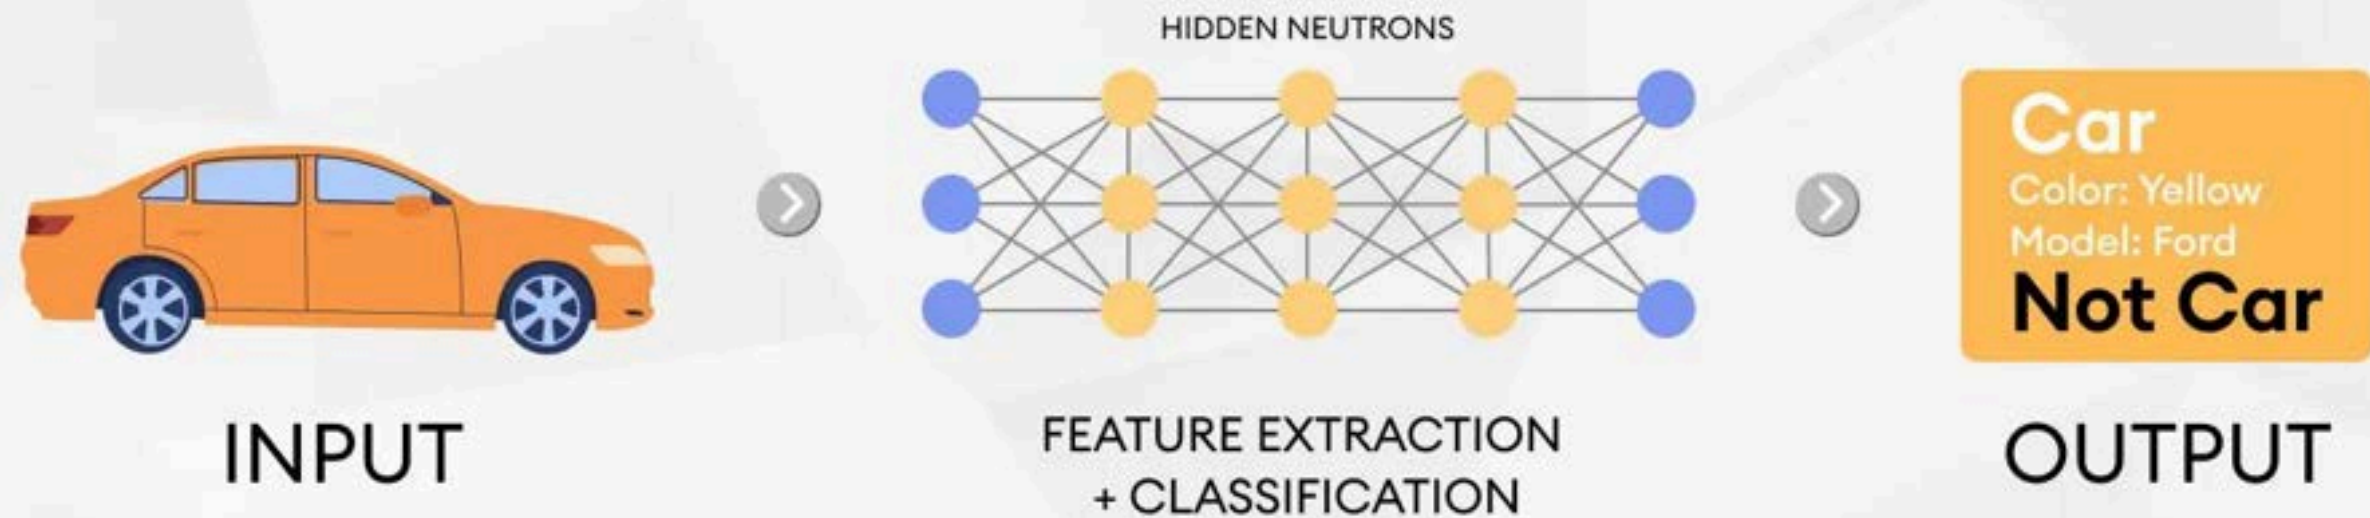 HIDDEN NEUTRONS
Car
Color: Yellow
Model: Ford
Not Car
INPUT
FEATURE EXTRACTION
+ CLASSIFICATION
OUTPUT